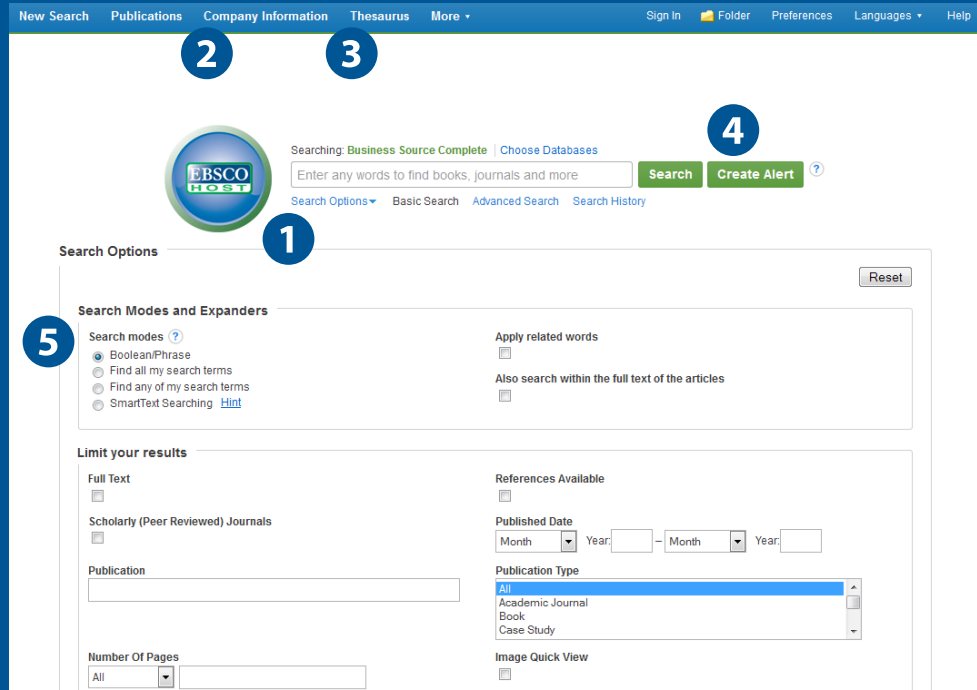 New Search Publications Company Information Thesaurus More Sign In Folder Preferences Languages Help
2 3
4
Searching: Business Source Complete Choose Databases
EBSCO
HOST
Enter any words to find books, journals and more Search Create Alert ?
Search Options Basic Search Advanced Search Search History
1
Search Options
Reset
Search Modes and Expanders
5
Search modes ? Apply related words
Boolean/Phrase
Find all my search terms
Find any of my search terms Also search within the full text of the articles
SmartText Searching Hint
Limit your results
Full Text References Available
Scholarly (Peer Reviewed) Journals Published Date
Month Year: – Month Year:
Publication Publication Type
All
Academic Journal
Book
Case Study
Number Of Pages Image Quick View
All